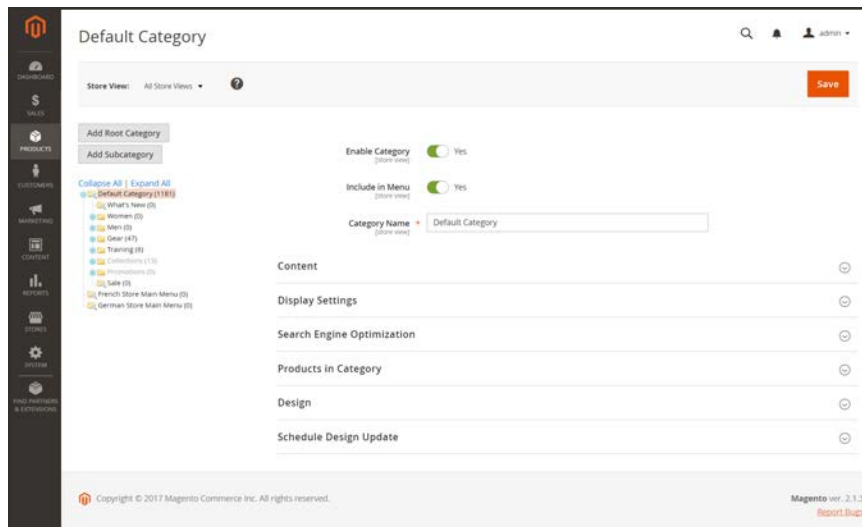 Default Category
admin
DASHBOARD
SALES
PRODUCTS
CUSTOMERS
MARKETING
CONTENT
REPORTS
STORES
SYSTEM
FIND PARTNERS
& EXTENSIONS
Store View: All Store Views
Save
Add Root Category
Add Subcategory
Collapse All | Expand All
Default Category (1181)
What's New (0)
Women (0)
Men (0)
Gear (47)
Training (6)
Collections (13)
Promotions (0)
Sale (0)
French Store Main Menu (0)
German Store Main Menu (0)
Enable Category
[store view]
Yes
Include in Menu
[store view]
Yes
Category Name *
[store view]
Default Category
Content
Display Settings
Search Engine Optimization
Products in Category
Design
Schedule Design Update
Copyright © 2017 Magento Commerce Inc. All rights reserved.
Magento ver. 2.1.
Report Bugs